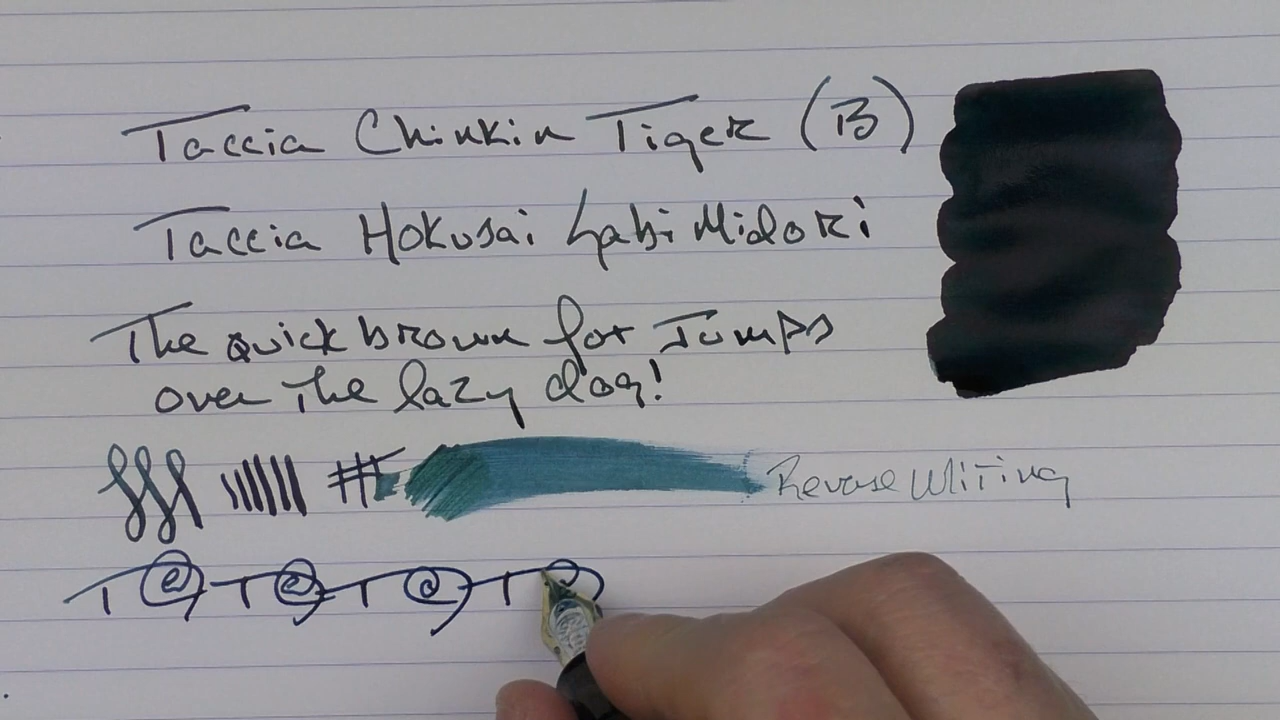 Taccia Chinkin Tiger (B)
Taccia Hokusai Sabi Midori
The quick brown fox Jumps
over The lazy dog!
Reverse Writing